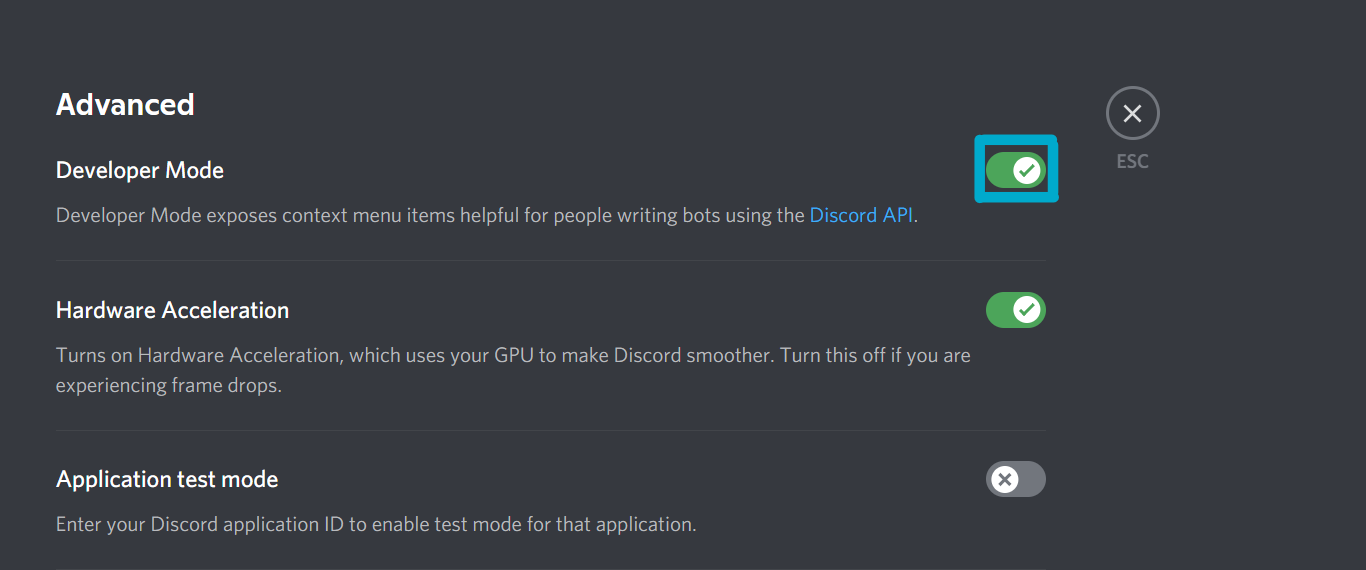 Advanced
Developer Mode
ESC
Developer Mode exposes context menu items helpful for people writing bots using the Discord API.
Hardware Acceleration
Turns on Hardware Acceleration, which uses your GPU to make Discord smoother. Turn this off if you are
experiencing frame drops.
Application test mode
Enter your Discord application ID to enable test mode for that application.